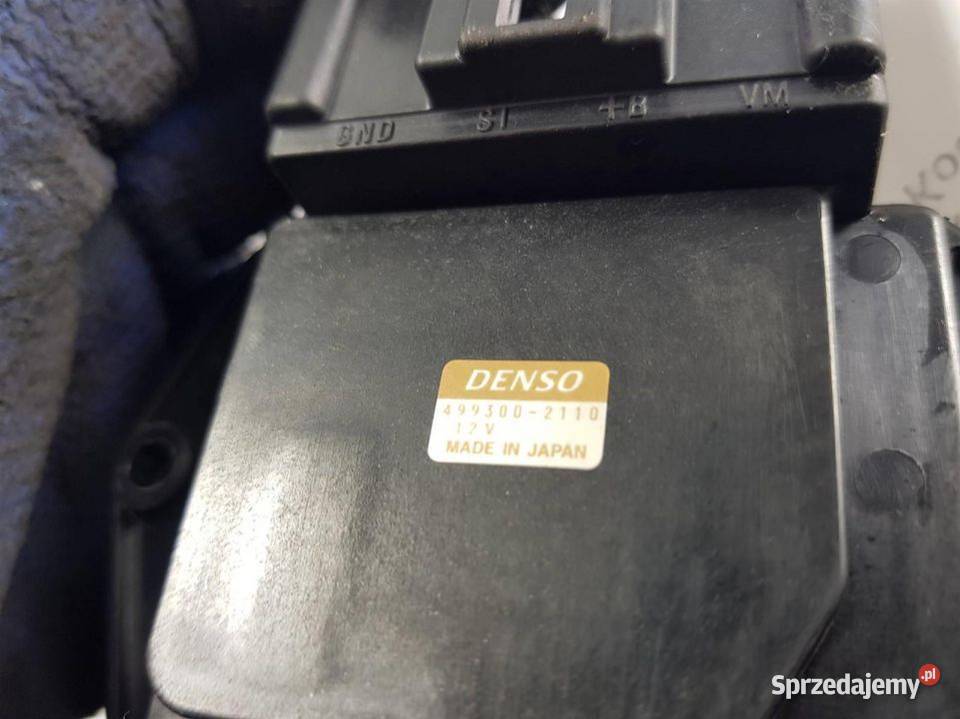 GND SI +B VM
DENSO
499300-2110
12V
MADE IN JAPAN
Sprzedajemy.pl